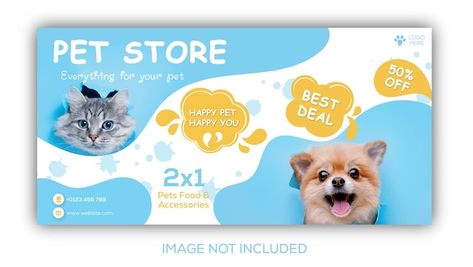 PET STORE
Everything for your pet
LOGO
HERE
50%
OFF
HAPPY PET
HAPPY YOU
BEST
DEAL
2x1
Pets Food &
Accessories
+0123 456 789
www.website.com
IMAGE NOT INCLUDED